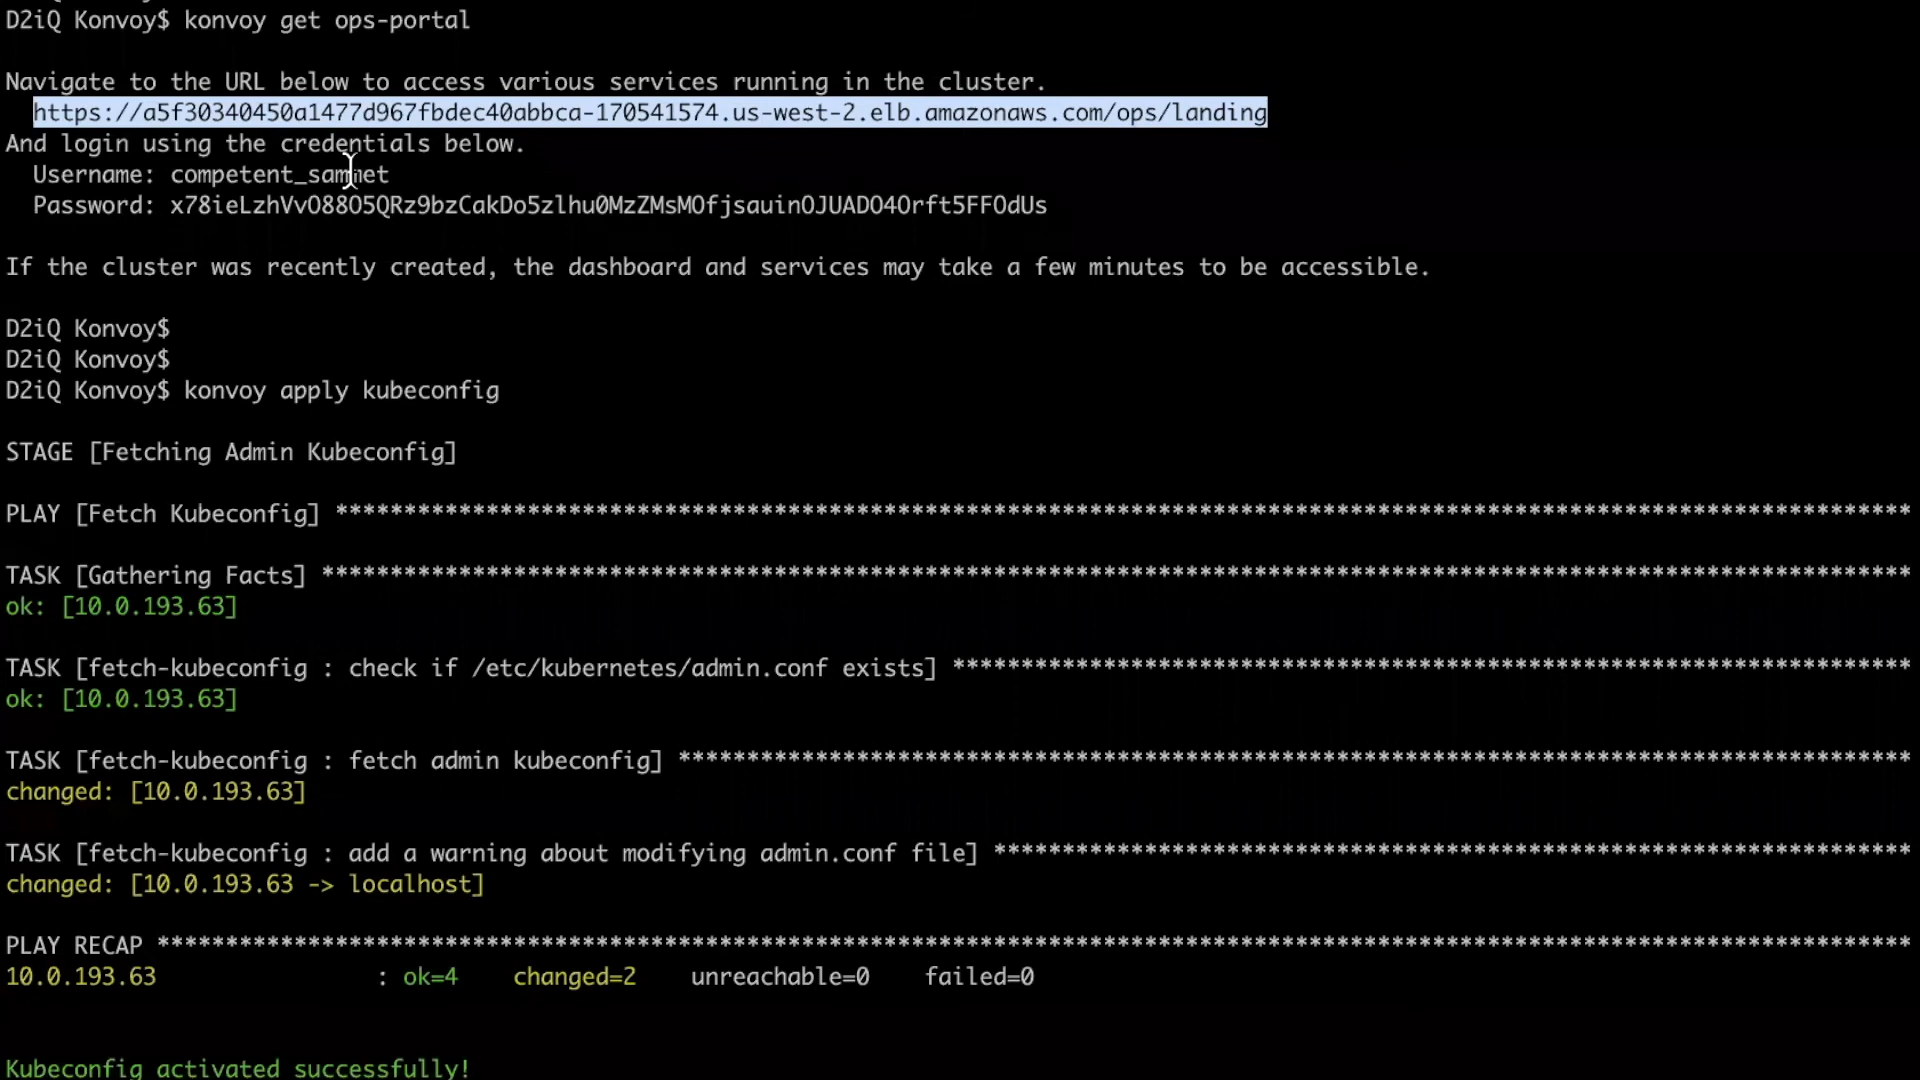 D2iQ Konvoy$ konvoy get ops-portal
Navigate to the URL below to access various services running in the cluster.
https://a5f30340450a1477d967fbdec40abbca-170541574.us-west-2.elb.amazonaws.com/ops/landing
And login using the credentials below.
Username: competent_sammet
Password: x78ieLzhVvO88O5QRz9bzCakDo5zlhu0MzZMsMOfjsauinOJUADO4Orft5FFOdUs
If the cluster was recently created, the dashboard and services may take a few minutes to be accessible.
D2iQ Konvoy$
D2iQ Konvoy$
D2iQ Konvoy$ konvoy apply kubeconfig
STAGE [Fetching Admin Kubeconfig]
PLAY [Fetch Kubeconfig] *******************************************************************************************************************
TASK [Gathering Facts] ********************************************************************************************************************
ok: [10.0.193.63]
TASK [fetch-kubeconfig : check if /etc/kubernetes/admin.conf exists] **********************************************************************
ok: [10.0.193.63]
TASK [fetch-kubeconfig : fetch admin kubeconfig] ******************************************************************************************
changed: [10.0.193.63]
TASK [fetch-kubeconfig : add a warning about modifying admin.conf file] *******************************************************************
changed: [10.0.193.63 -> localhost]
PLAY RECAP ********************************************************************************************************************************
10.0.193.63 : ok=4 changed=2 unreachable=0 failed=0
Kubeconfig activated successfully!